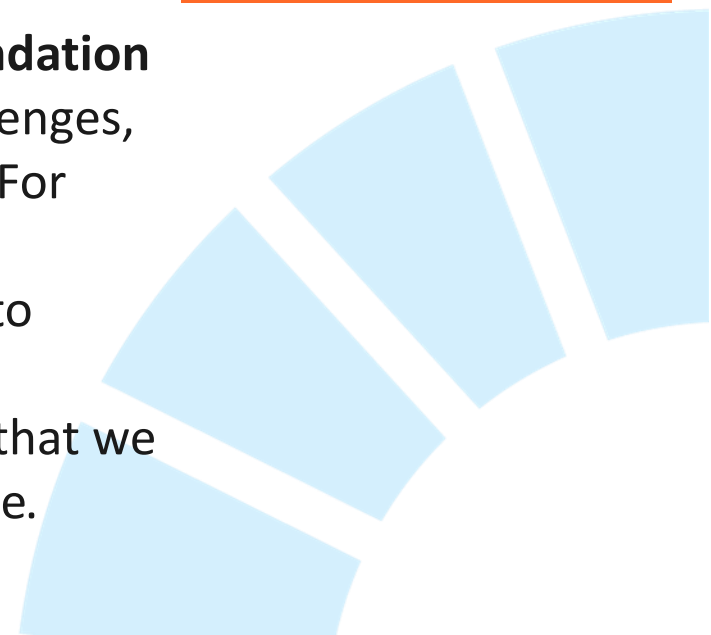 ndation
enges,
For
to
that we
e.